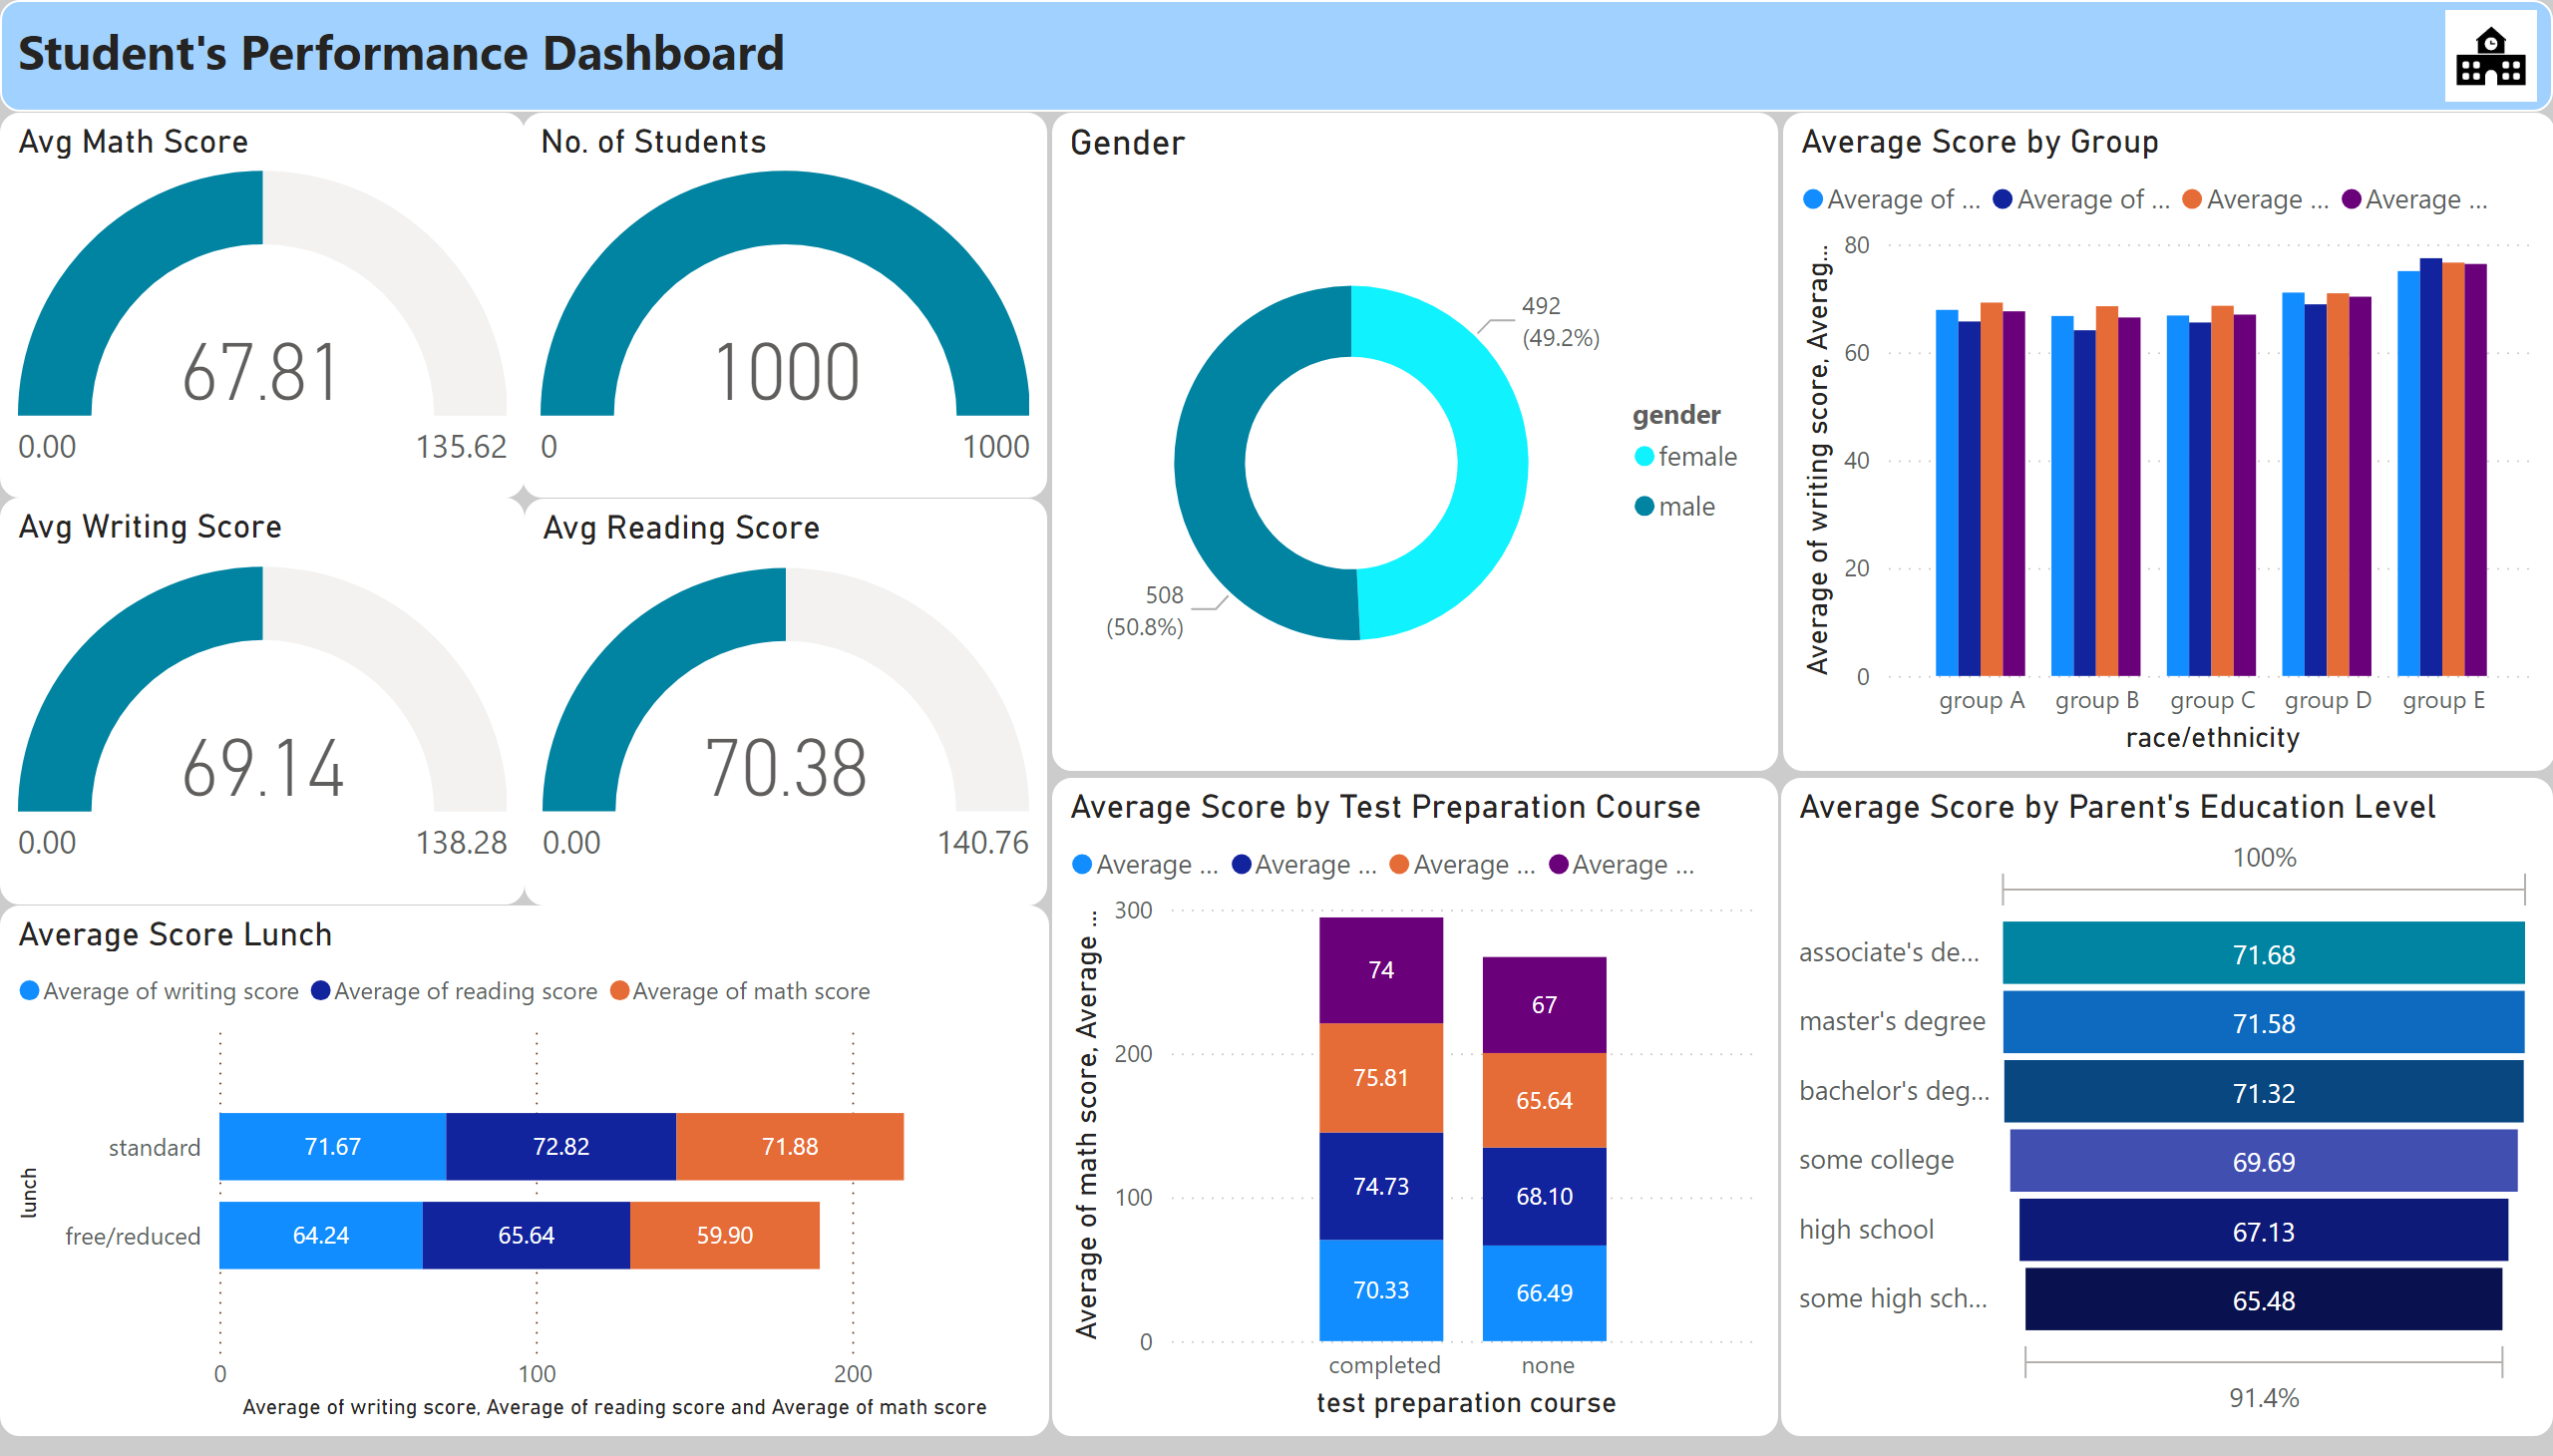 Student's Performance Dashboard
Avg Math Score
67.81
0.00
135.62
No. of Students
1000
0
1000
Avg Writing Score
69.14
0.00
138.28
Avg Reading Score
70.38
0.00
140.76
Average Score Lunch
Average of writing score
Average of reading score
Average of math score
lunch
standard
71.67
72.82
71.88
free/reduced
64.24
65.64
59.90
0
100
200
Average of writing score, Average of reading score and Average of math score
Gender
492
(49.2%)
508
(50.8%)
gender
female
male
Average Score by Group
Average of ...
Average of ...
Average ...
Average ...
Average of writing score, Averag...
80
60
40
20
0
group A
group B
group C
group D
group E
race/ethnicity
Average Score by Test Preparation Course
Average ...
Average ...
Average ...
Average ...
Average of math score, Average ...
300
200
100
0
74
75.81
74.73
70.33
67
65.64
68.10
66.49
completed
none
test preparation course
Average Score by Parent's Education Level
100%
associate's de...
71.68
master's degree
71.58
bachelor's deg...
71.32
some college
69.69
high school
67.13
some high sch...
65.48
91.4%